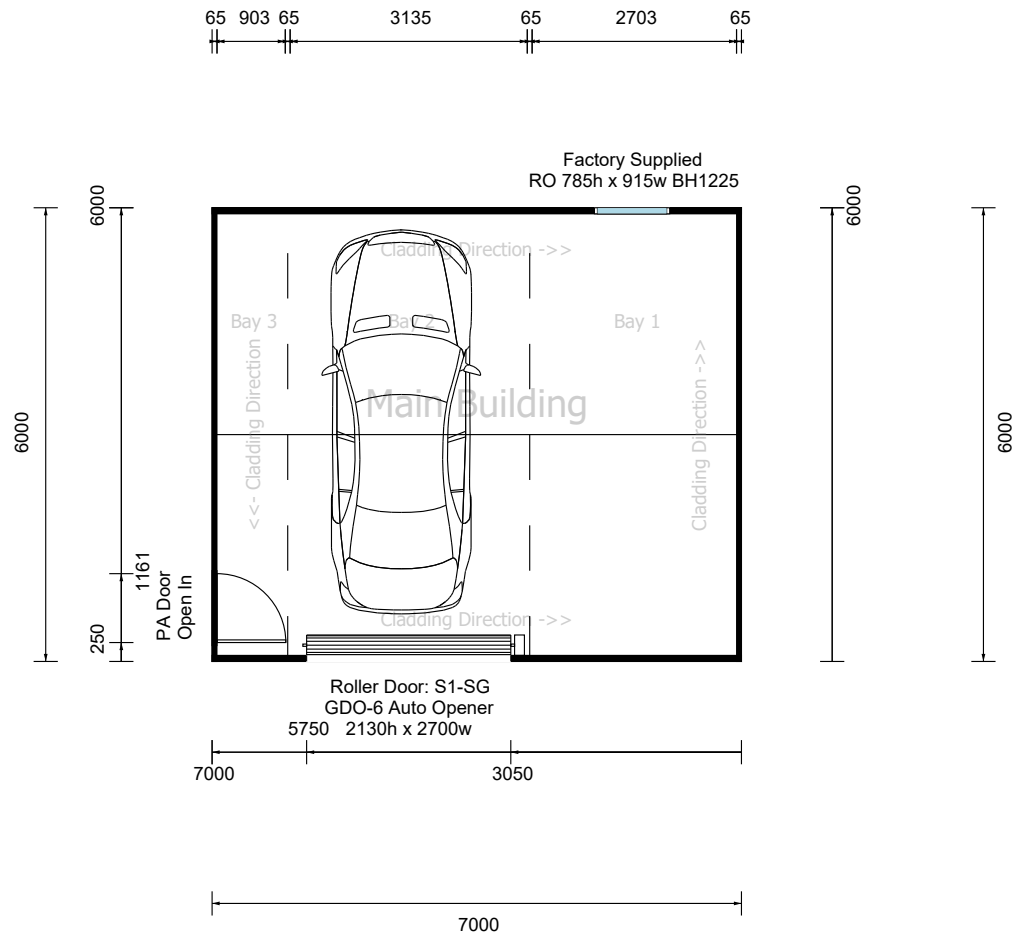 65 903 65 3135 65 2703 65
Factory Supplied
RO 785h x 915w BH1225
6000
6000
Cladding Direction ->>
Bay 3
Bay 2
Bay 1
<<- Cladding Direction
Cladding Direction ->>
Main Building
6000
6000
1161
PA Door
Open In
250
Cladding Direction ->>
Roller Door: S1-SG
GDO-6 Auto Opener
5750 2130h x 2700w
7000
3050
7000